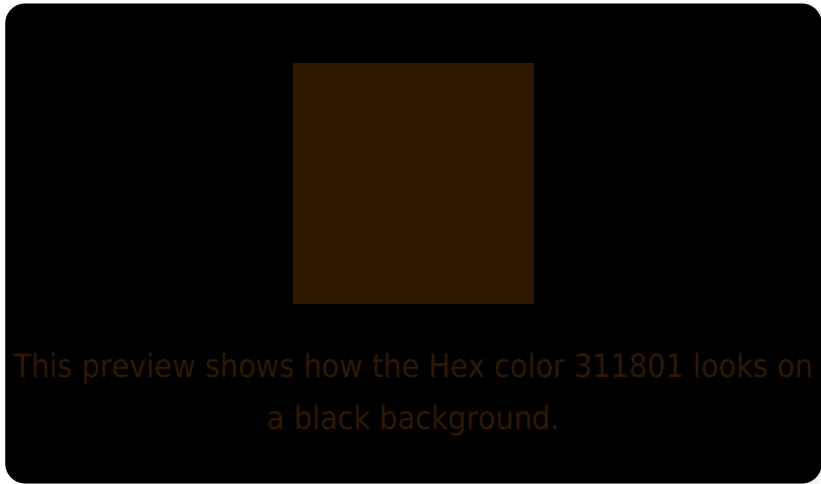 This preview shows how the Hex color 311801 looks on
a black background.